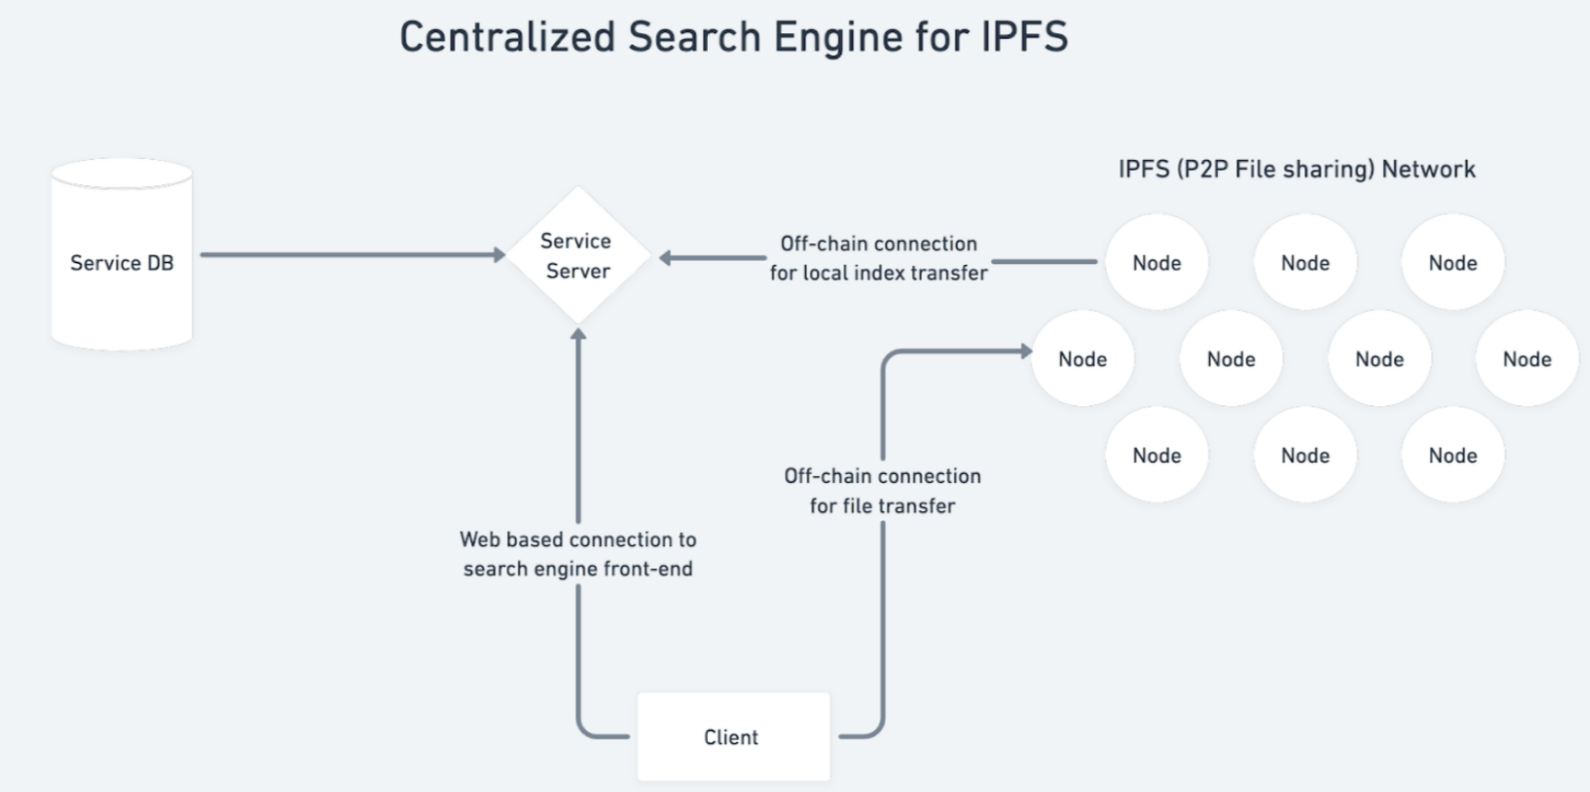 Centralized Search Engine for IPFS
IPFS (P2P File sharing) Network
Service DB
Service
Server
Off-chain connection
for local index transfer
Node
Node
Node
Node
Node
Node
Node
Node
Node
Node
Off-chain connection
for file transfer
Web based connection to
search engine front-end
Client